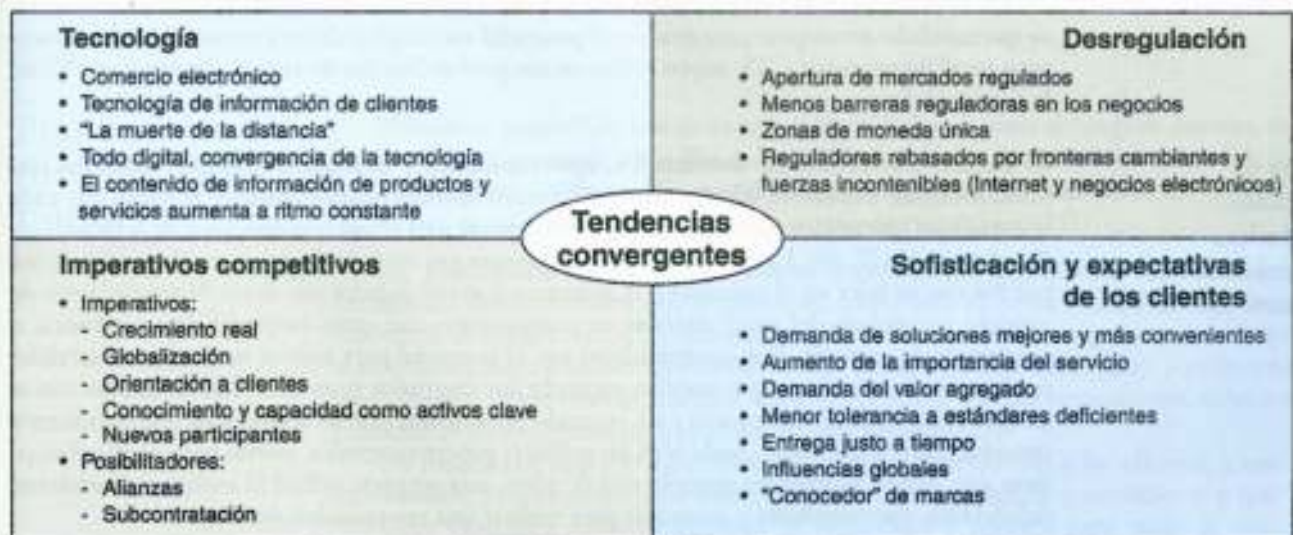 Tecnología
• Comercio electrónico
• Tecnología de información de clientes
• "La muerte de la distancia"
• Todo digital, convergencia de la tecnología
• El contenido de información de productos y
servicios aumenta a ritmo constante
Desregulación
• Apertura de mercados regulados
• Menos barreras reguladoras en los negocios
• Zonas de moneda única
• Reguladores rebasados por fronteras cambiantes y
fuerzas incontenibles (Internet y negocios electrónicos)
Tendencias
convergentes
Imperativos competitivos
• Imperativos:
- Crecimiento real
- Globalización
- Orientación a clientes
- Conocimiento y capacidad como activos clave
- Nuevos participantes
• Posibilitadores:
- Alianzas
- Subcontratación
Sofisticación y expectativas
de los clientes
• Demanda de soluciones mejores y más convenientes
• Aumento de la importancia del servicio
• Demanda del valor agregado
• Menor tolerancia a estándares deficientes
• Entrega justo a tiempo
• Influencias globales
• "Conocedor" de marcas